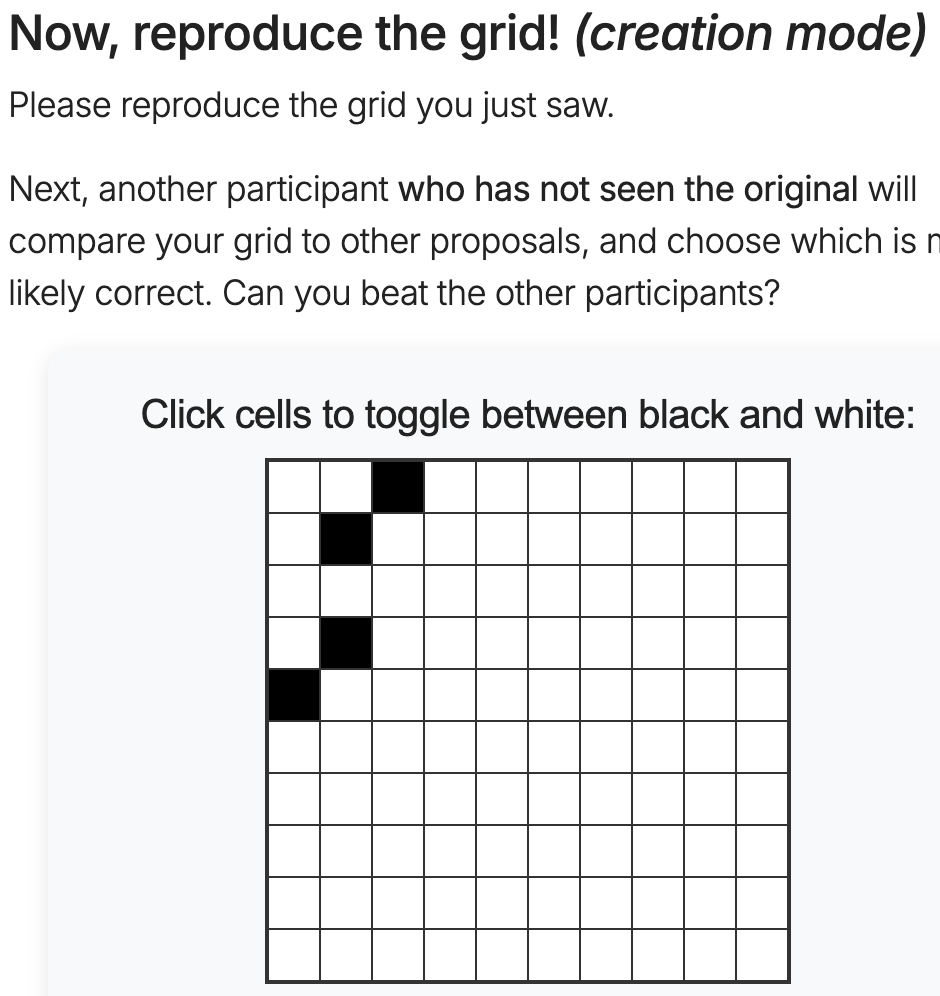 Now, reproduce the grid! (creation mode)
Please reproduce the grid you just saw.
Next, another participant who has not seen the original will
compare your grid to other proposals, and choose which is
likely correct. Can you beat the other participants?
Click cells to toggle between black and white: